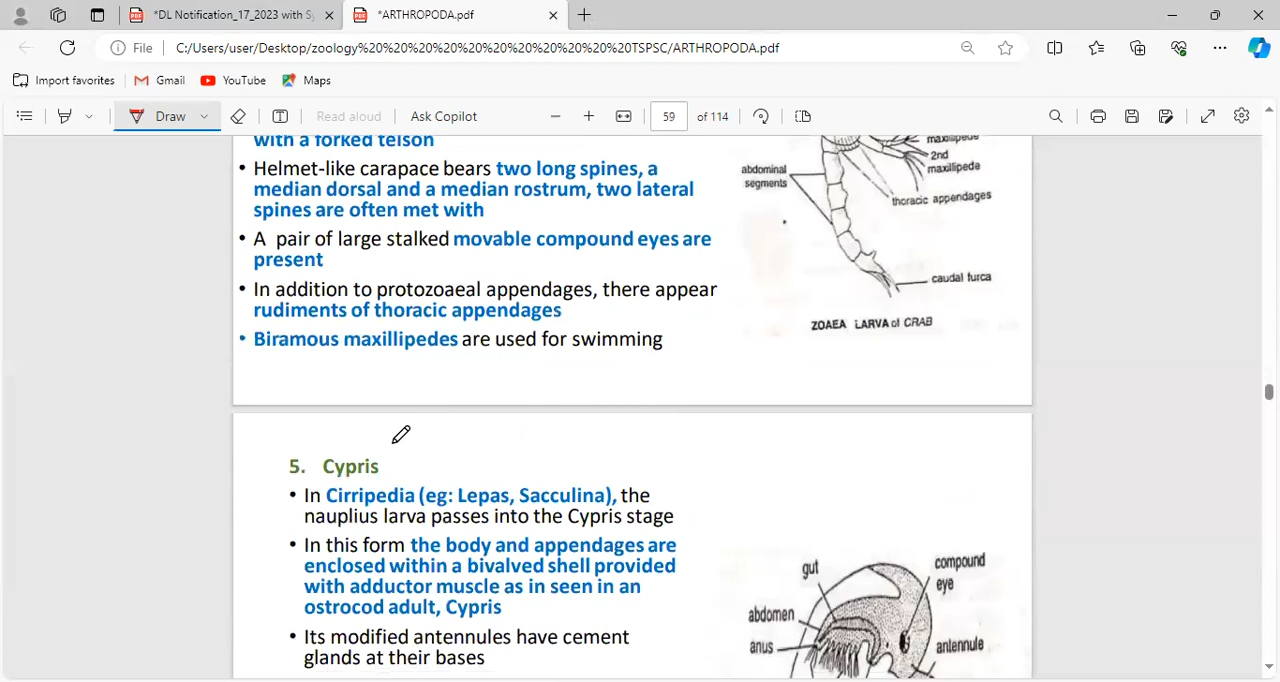 *DL Notification_17_2023 with Sy
*ARTHROPODA.pdf
File
C:/Users/user/Desktop/zoology%20%20%20%20%20%20%20%20%20%20TSPSC/ARTHROPODA.pdf
Import favorites
Gmail
YouTube
Maps
Draw
Read aloud
Ask Copilot
59
of 114
with a forked telson
• Helmet-like carapace bears two long spines, a
median dorsal and a median rostrum, two lateral
spines are often met with
• A pair of large stalked movable compound eyes are
present
• In addition to protozoaeal appendages, there appear
rudiments of thoracic appendages
• Biramous maxillipedes are used for swimming
maxillipede
2nd
maxillipede
abdominal
segments
thoracic appendages
caudal furca
ZOAEA LARVA of CRAB
5. Cypris
• In Cirripedia (eg: Lepas, Sacculina), the
nauplius larva passes into the Cypris stage
• In this form the body and appendages are
enclosed within a bivalved shell provided
with adductor muscle as in seen in an
ostrocod adult, Cypris
• Its modified antennules have cement
glands at their bases
gut
compound
eye
abdomen
anus
antennule